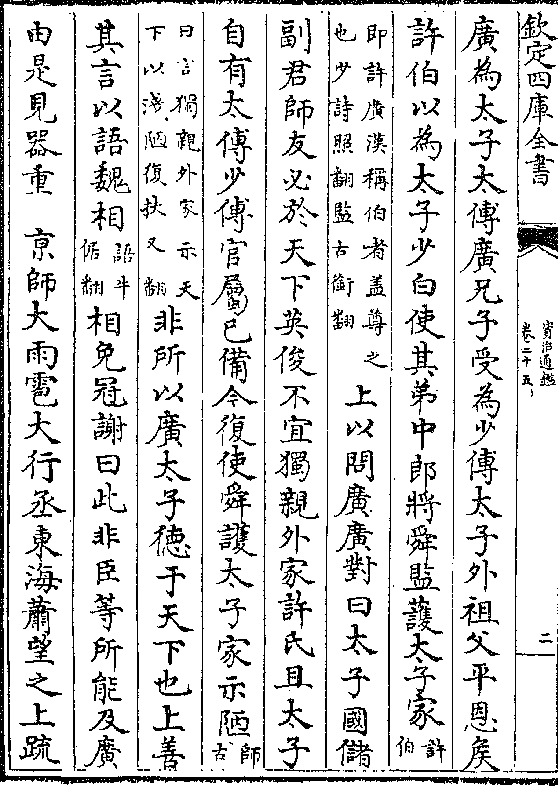 欽定四庫全書
資治通鑑
卷二十五
二
廣為太子太傅廣兄子受為少傅太子外祖父平恩侯
許伯以為太子少白使其弟中郎將舜監護太子家許伯
即許廣漢稱伯者蓋尊之也少詩照翻監古銜翻上以問廣廣對曰太子國儲
副君師友必於天下英俊不宜獨親外家許氏且太子
自有太傅少傅官屬已備今復使舜護太子家示陋師古
曰言獨親外家示天下以淺陋復扶又翻非所以廣太子德于天下也上善
其言以語魏相語牛倨翻相免冠謝曰此非臣等所能及廣
由是見器重 京師大雨雹大行丞東海蕭望之上疏